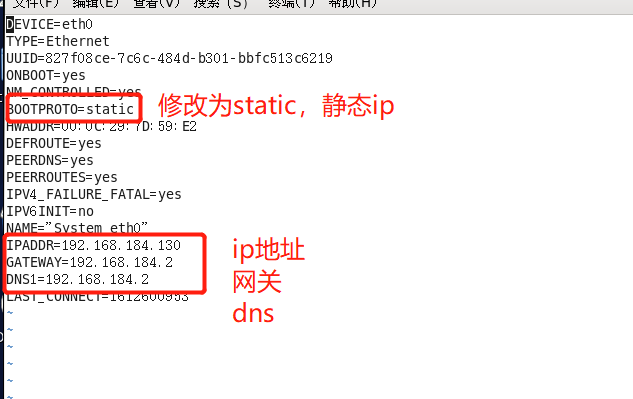 文件(F) 编辑(E) 查看(V) 搜索(S) 终端(T) 帮助(H)
DEVICE=eth0
TYPE=Ethernet
UUID=827f08ce-7c6c-484d-b301-bbfc513c6219
ONBOOT=yes
NM_CONTROLLED=yes
BOOTPROTO=static 修改为static，静态ip
HWADDR=00:0C:29:7D:59:E2
DEFROUTE=yes
PEERDNS=yes
PEERROUTES=yes
IPV4_FAILURE_FATAL=yes
IPV6INIT=no
NAME="System eth0"
IPADDR=192.168.184.130 ip地址
GATEWAY=192.168.184.2 网关
DNS1=192.168.184.2 dns
LAST_CONNECT=1612600953
~
~
~
~
~